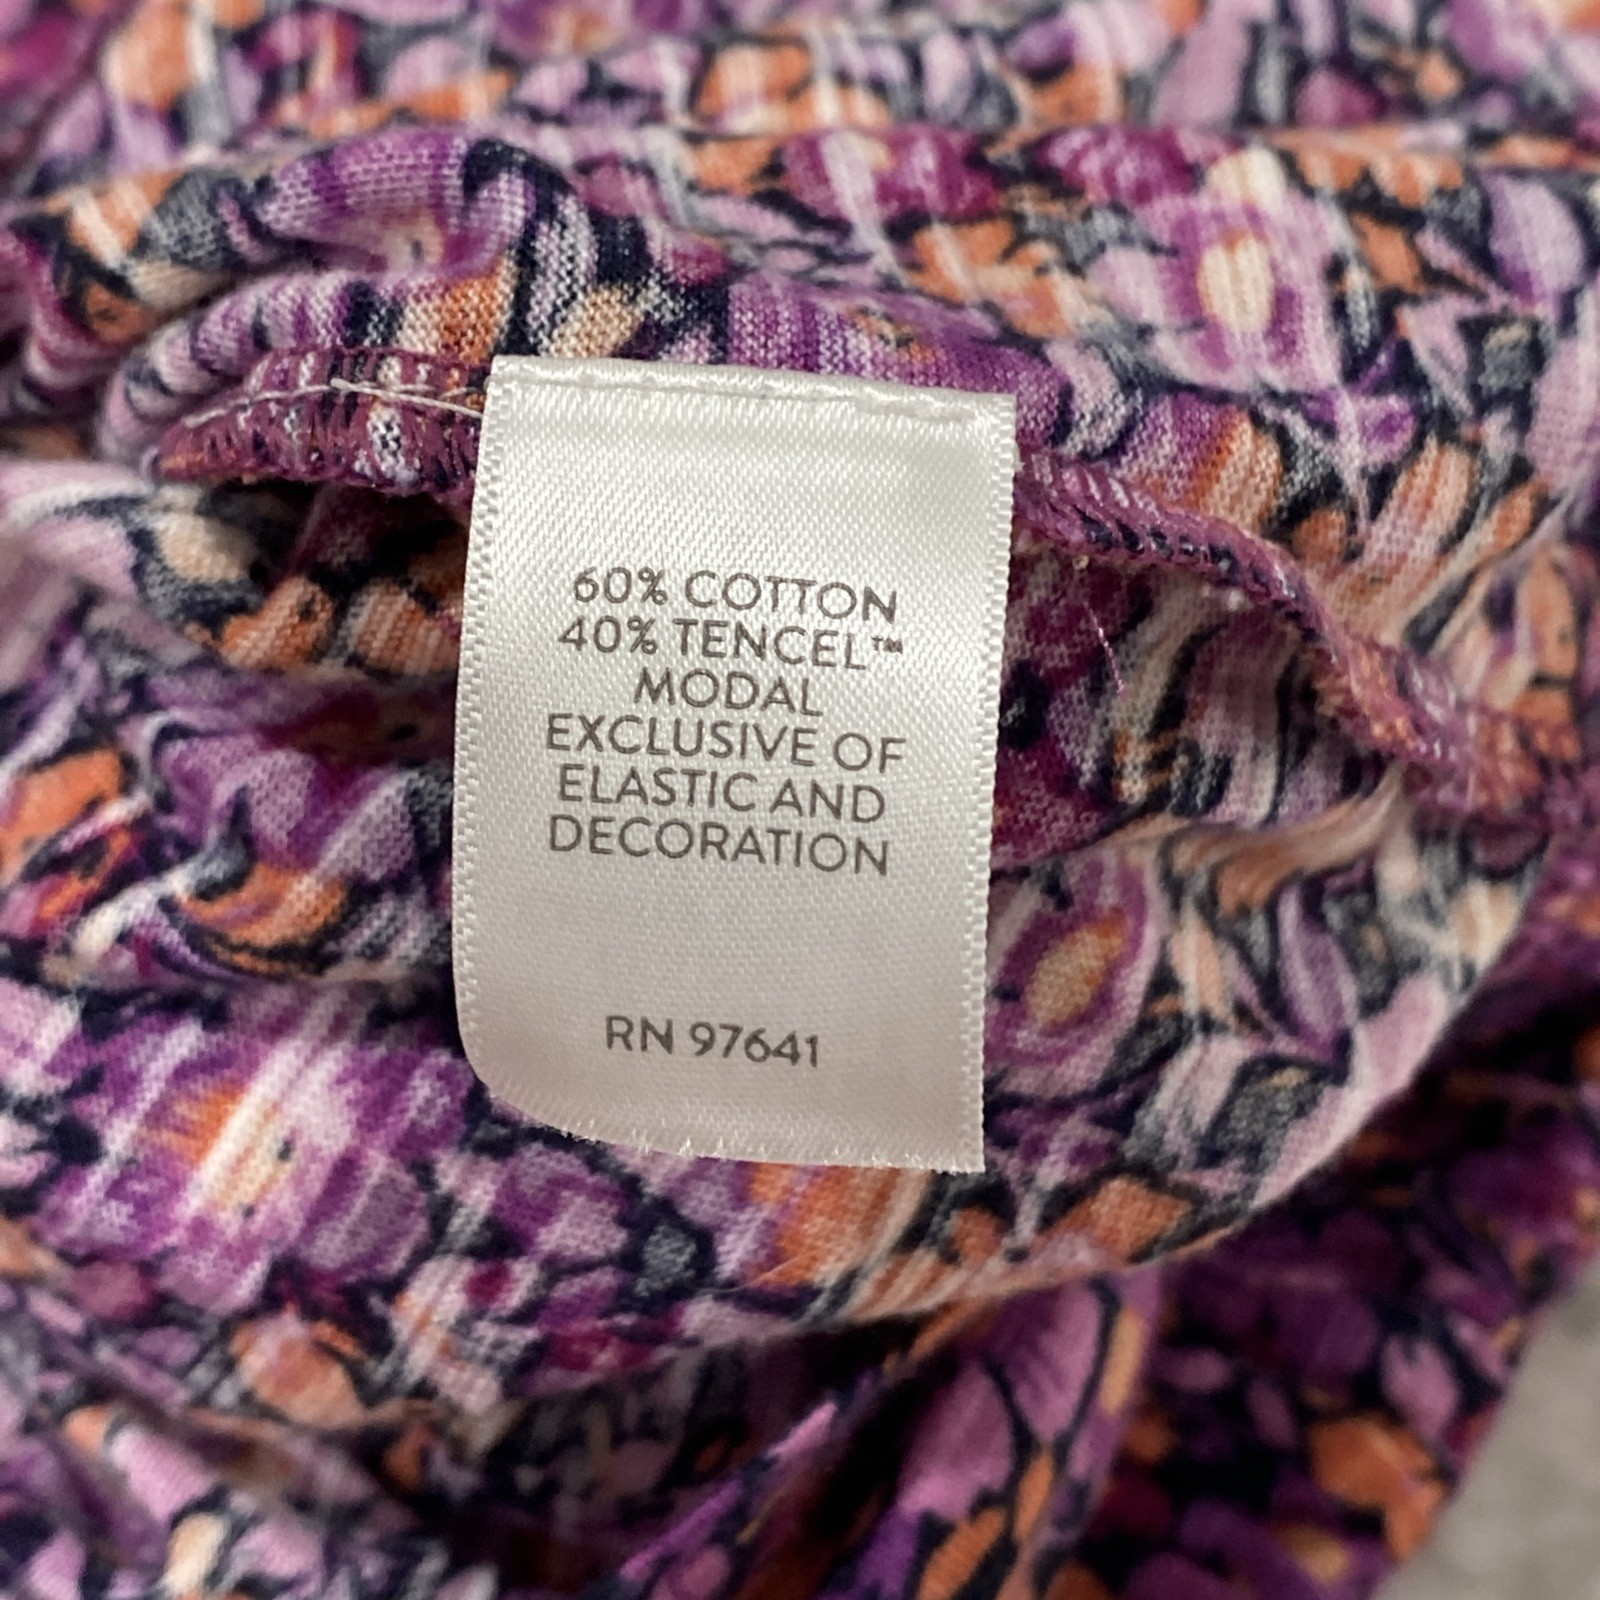 60% COTTON
40% TENCEL™
MODAL
EXCLUSIVE OF
ELASTIC AND
DECORATION
RN 97641